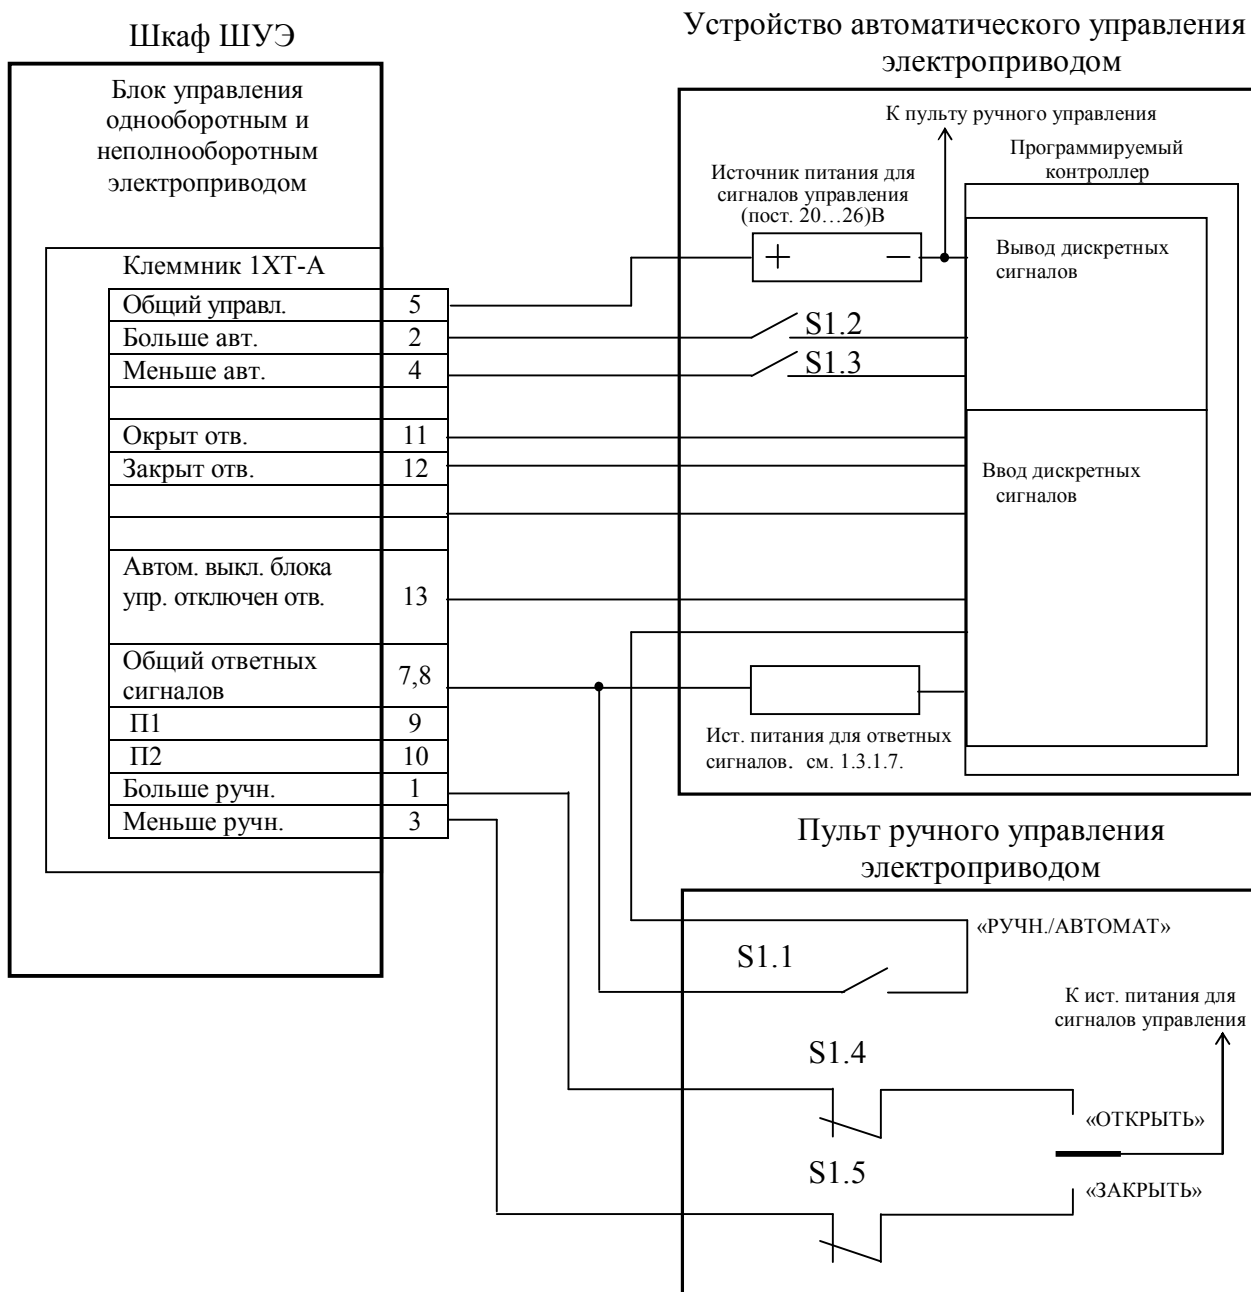 Шкаф ШУЭ
Блок управления
однооборотным и
неполнооборотным
электроприводом
Клеммник 1ХТ-А
Общий управл. 5
Больше авт. 2
Меньше авт. 4
Окрыт отв. 11
Закрыт отв. 12
Автом. выкл. блока
упр. отключен отв. 13
Общий ответных
сигналов 7,8
П1 9
П2 10
Больше ручн. 1
Меньше ручн. 3
Устройство автоматического управления
электроприводом
К пульту ручного управления
Программируемый
контроллер
Источник питания для
сигналов управления
(пост. 20…26)В
+ −
Вывод дискретных
сигналов
S1.2
S1.3
Ввод дискретных
сигналов
Ист. питания для ответных
сигналов. см. 1.3.1.7.
Пульт ручного управления
электроприводом
«РУЧН./АВТОМАТ»
S1.1
К ист. питания для
сигналов управления
S1.4
«ОТКРЫТЬ»
S1.5
«ЗАКРЫТЬ»